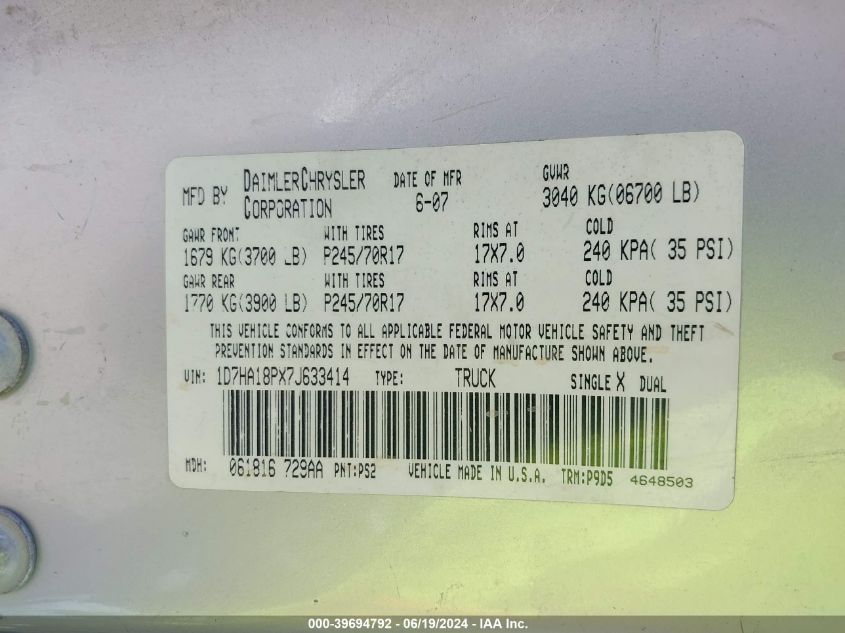 MFD BY DAIMLERCHRYSLER CORPORATION DATE OF MFR 6-07 GVWR 3040 KG(06700 LB)
GAWR FRONT WITH TIRES RIMS AT COLD
1679 KG(3700 LB) P245/70R17 17X7.0 240 KPA( 35 PSI)
GAWR REAR WITH TIRES RIMS AT COLD
1770 KG(3900 LB) P245/70R17 17X7.0 240 KPA( 35 PSI)
THIS VEHICLE CONFORMS TO ALL APPLICABLE FEDERAL MOTOR VEHICLE SAFETY AND THEFT
PREVENTION STANDARDS IN EFFECT ON THE DATE OF MANUFACTURE SHOWN ABOVE.
VIN: 1D7HA18PX7J633414 TYPE: TRUCK SINGLE X DUAL
MDH: 061816 729AA PNT:PS2 VEHICLE MADE IN U.S.A. TRM:P9D5 4648503
000-39694792 - 06/19/2024 - IAA Inc.